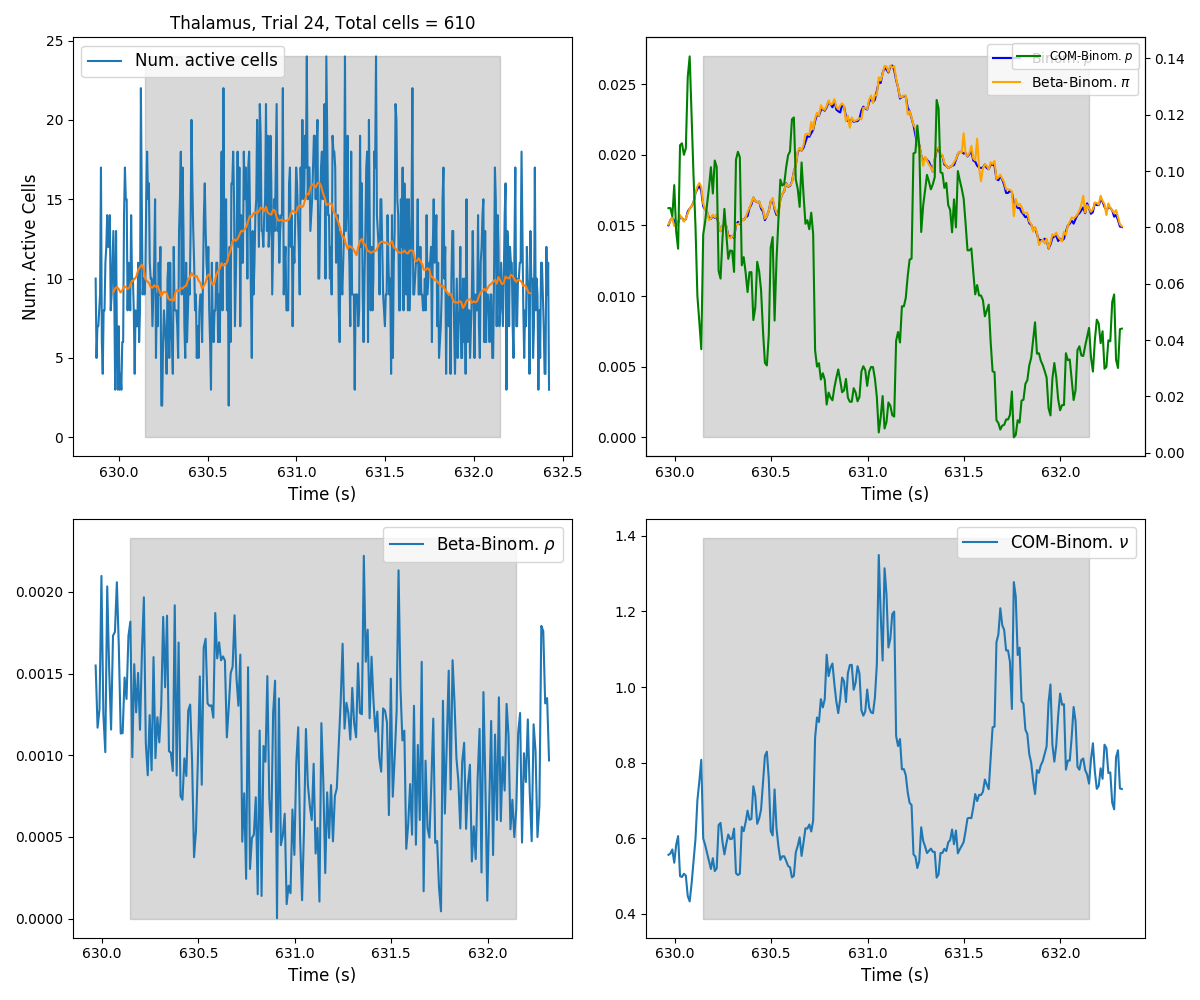 Thalamus, Trial 24, Total cells = 610
Num. active cells
Num. Active Cells
25
20
15
10
5
0
630.0 630.5 631.0 631.5 632.0 632.5
Time (s)
COM-Binom. p
Beta-Binom. π
0.025
0.020
0.015
0.010
0.005
0.000
0.14
0.12
0.10
0.08
0.06
0.04
0.02
0.00
630.0 630.5 631.0 631.5 632.0
Time (s)
Beta-Binom. ρ
0.0020
0.0015
0.0010
0.0005
0.0000
630.0 630.5 631.0 631.5 632.0
Time (s)
COM-Binom. ν
1.4
1.2
1.0
0.8
0.6
0.4
630.0 630.5 631.0 631.5 632.0
Time (s)